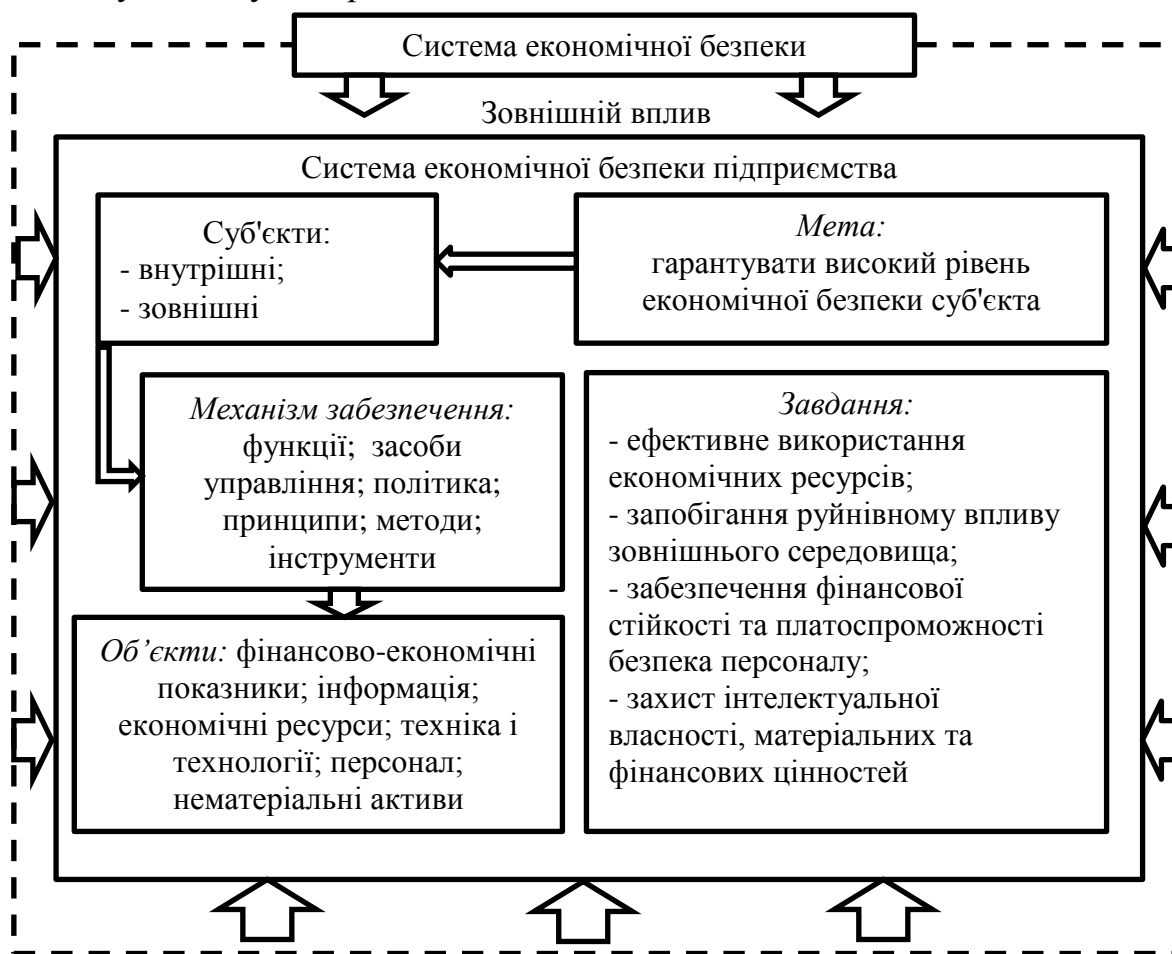 Система економічної безпеки
Зовнішній вплив
Система економічної безпеки підприємства
Суб'єкти:
- внутрішні;
- зовнішні
Мета:
гарантувати високий рівень
економічної безпеки суб'єкта
Механізм забезпечення:
функції; засоби
управління; політика;
принципи; методи;
інструменти
Завдання:
- ефективне використання
економічних ресурсів;
- запобігання руйнівному впливу
зовнішнього середовища;
- забезпечення фінансової
стійкості та платоспроможності
безпека персоналу;
- захист інтелектуальної
власності, матеріальних та
фінансових цінностей
Об’єкти: фінансово-економічні
показники; інформація;
економічні ресурси; техніка і
технології; персонал;
нематеріальні активи